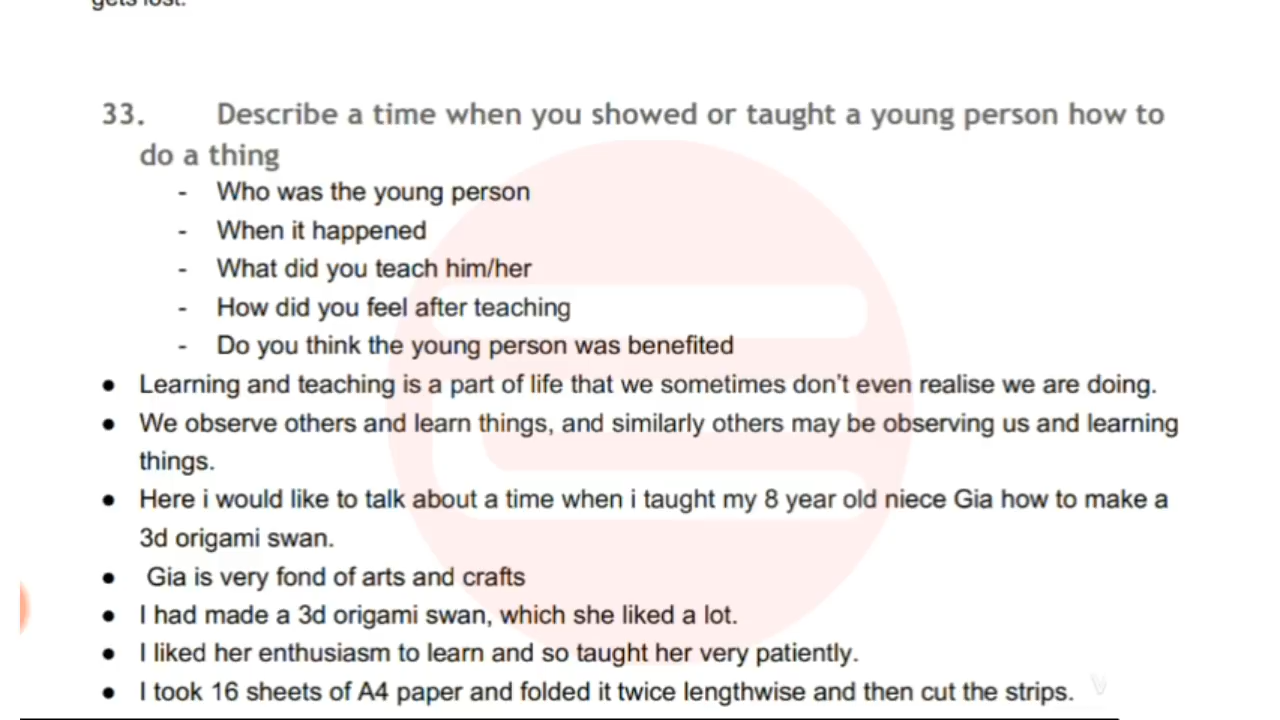 gets lost.
33. Describe a time when you showed or taught a young person how to
do a thing
- Who was the young person
- When it happened
- What did you teach him/her
- How did you feel after teaching
- Do you think the young person was benefited
● Learning and teaching is a part of life that we sometimes don't even realise we are doing.
● We observe others and learn things, and similarly others may be observing us and learning
things.
● Here i would like to talk about a time when i taught my 8 year old niece Gia how to make a
3d origami swan.
● Gia is very fond of arts and crafts
● I had made a 3d origami swan, which she liked a lot.
● I liked her enthusiasm to learn and so taught her very patiently.
● I took 16 sheets of A4 paper and folded it twice lengthwise and then cut the strips.